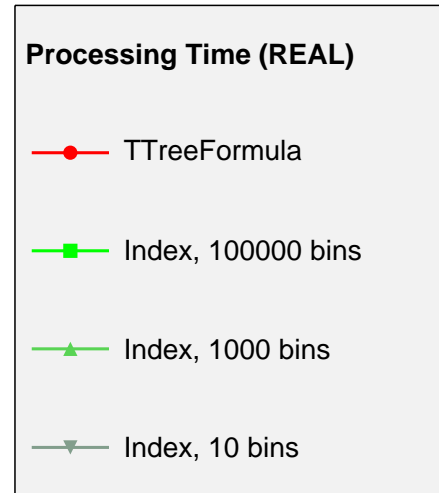 Processing Time (REAL)
TTreeFormula
Index, 100000 bins
Index, 1000 bins
Index, 10 bins